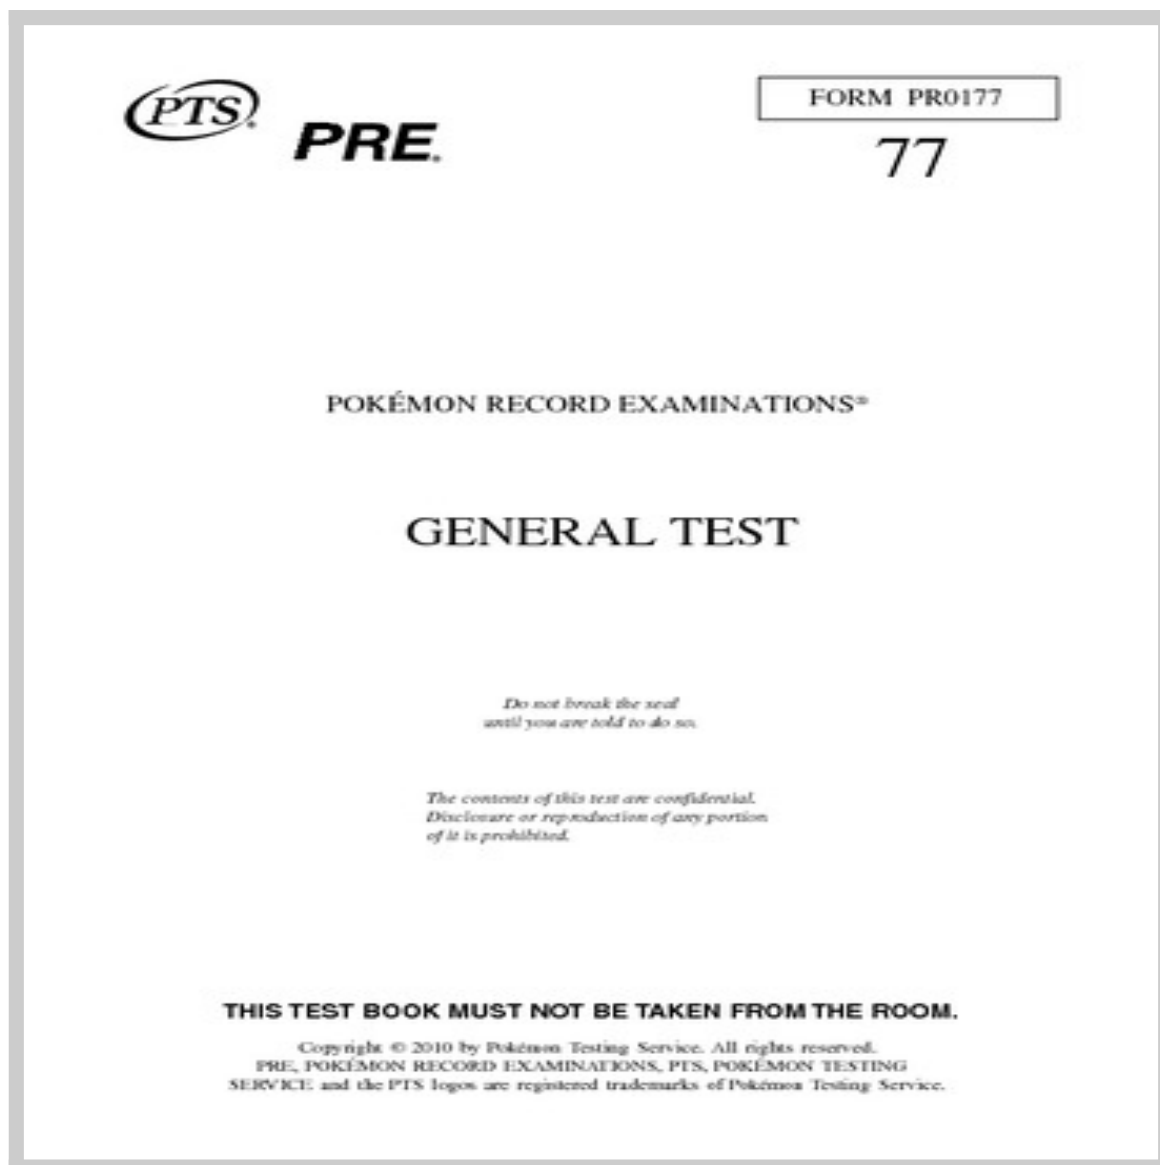 PTS®
PRE®
FORM PR0177
77
POKÉMON RECORD EXAMINATIONS®
GENERAL TEST
Do not break the seal
until you are told to do so.
The contents of this test are confidential.
Disclosure or reproduction of any portion
of it is prohibited.
THIS TEST BOOK MUST NOT BE TAKEN FROM THE ROOM.
Copyright © 2010 by Pokémon Testing Service. All rights reserved.
PRE, POKÉMON RECORD EXAMINATIONS, PTS, POKÉMON TESTING
SERVICE and the PTS logos are registered trademarks of Pokémon Testing Service.